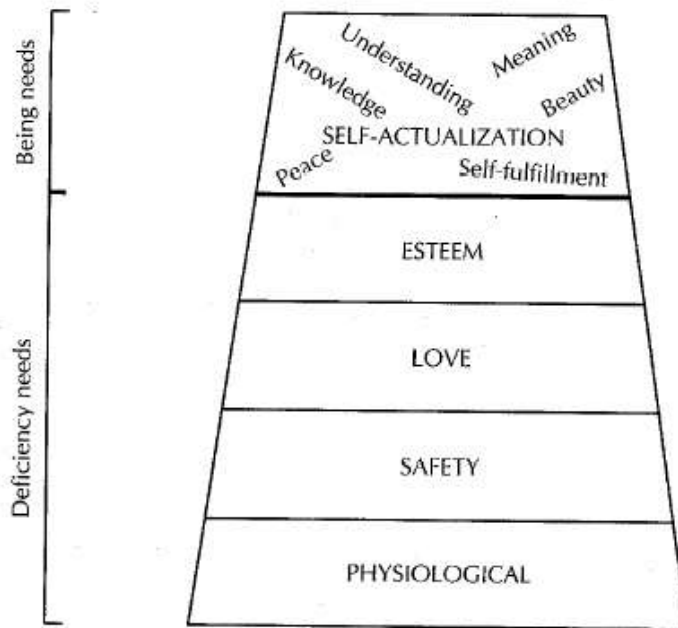 Being needs
Understanding
Meaning
Knowledge
Beauty
SELF-ACTUALIZATION
Peace
Self-fulfillment
Deficiency needs
ESTEEM
LOVE
SAFETY
PHYSIOLOGICAL